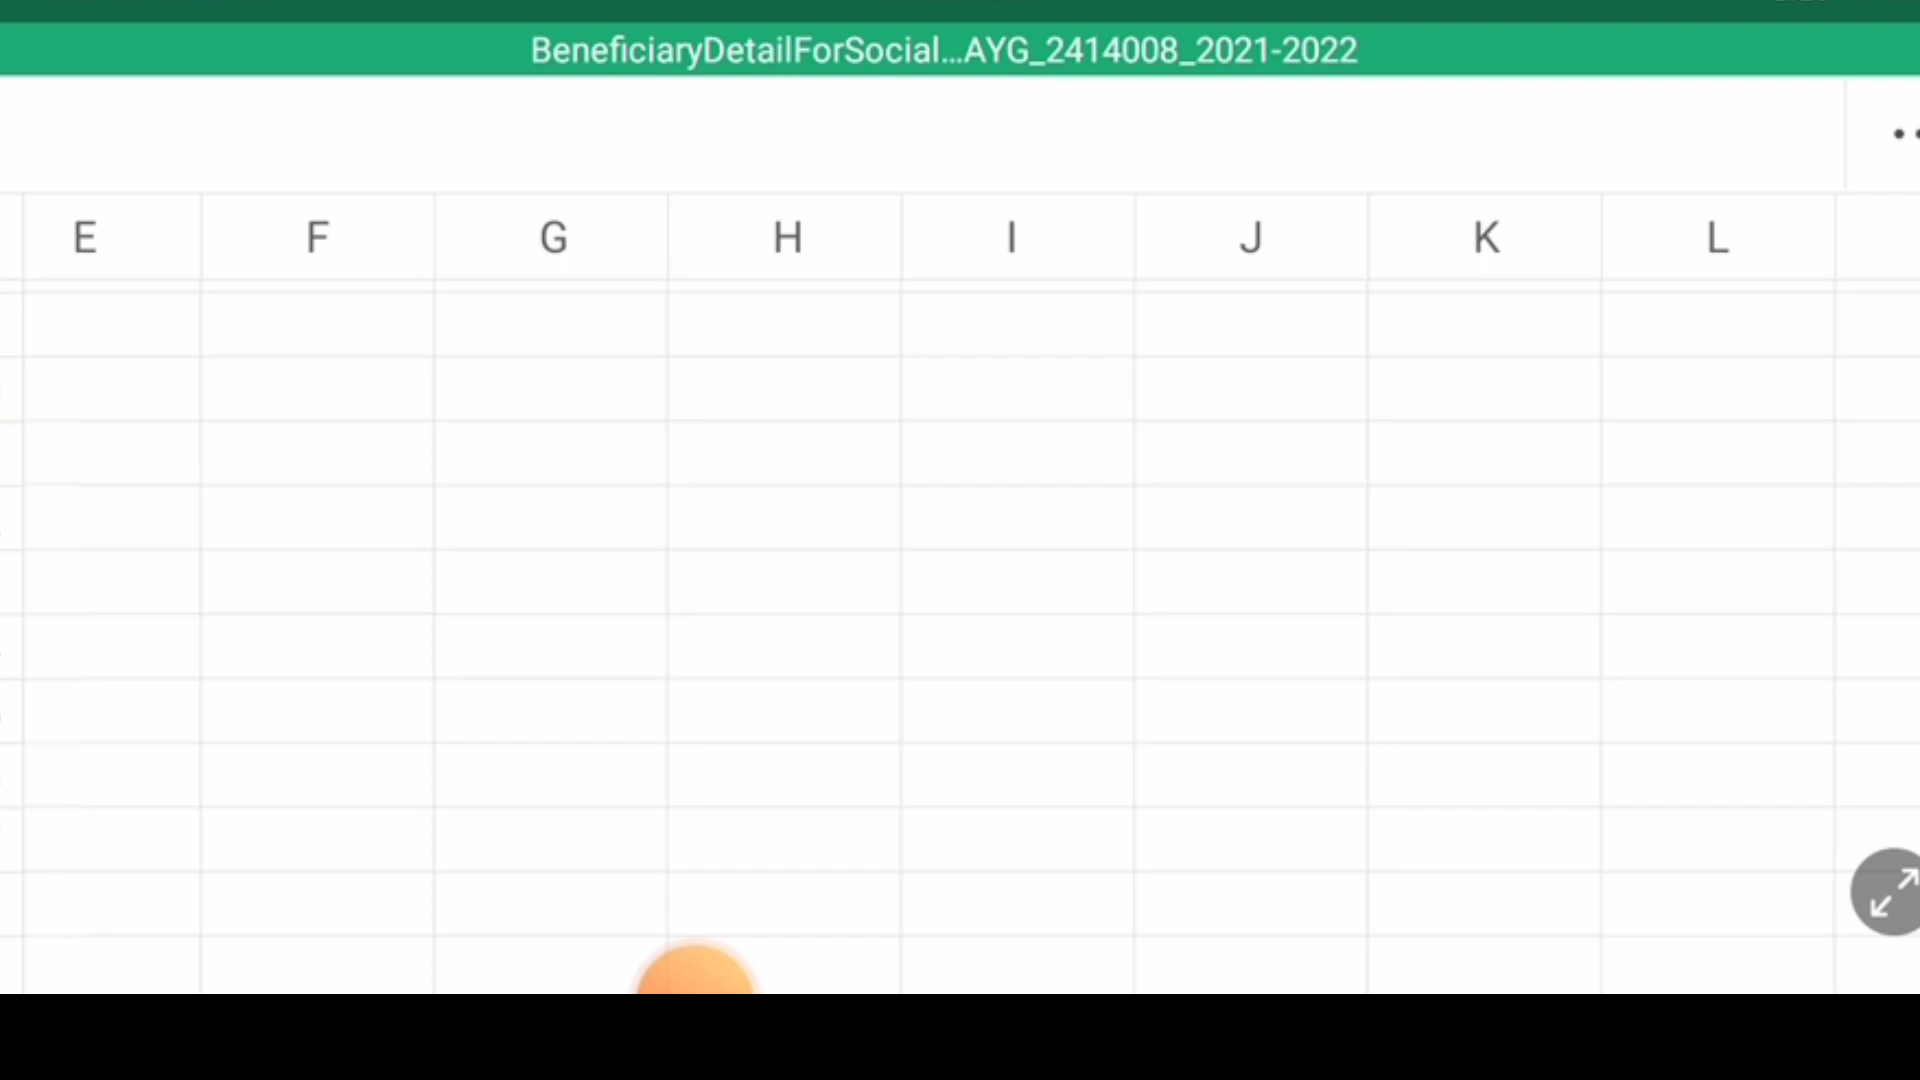 BeneficiaryDetailForSocial...AYG_2414008_2021-2022
E F G H I J K L